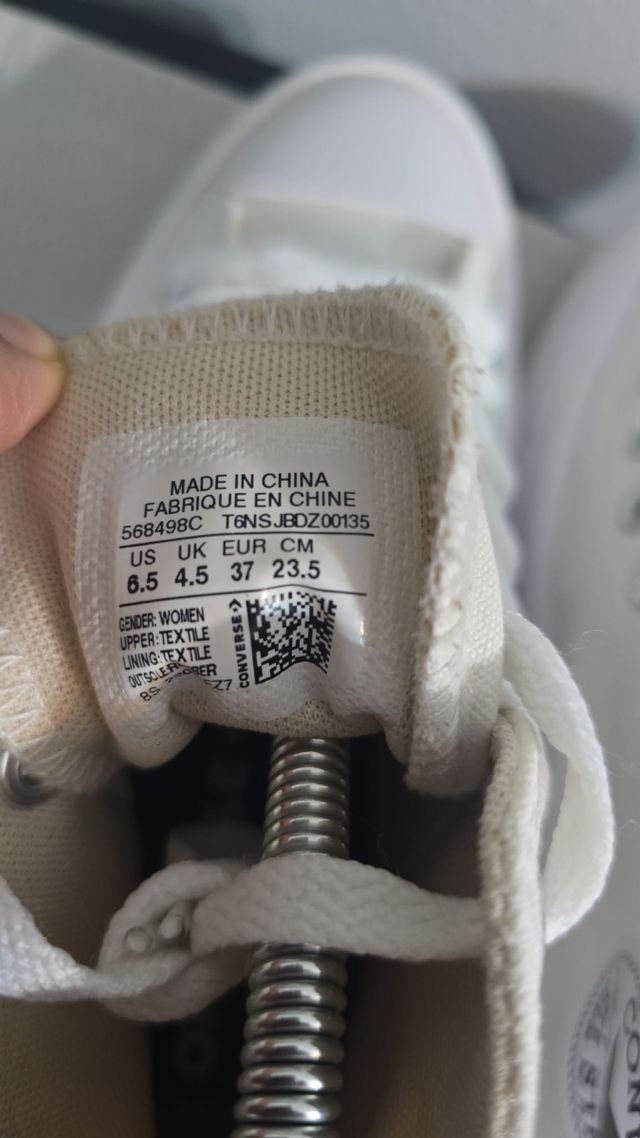 MADE IN CHINA
FABRIQUE EN CHINE
568498C T6NSJBDZ00135
US UK EUR CM
6.5 4.5 37 23.5
GENDER: WOMEN
UPPER: TEXTILE
LINING: TEXTILE
CONVERSE